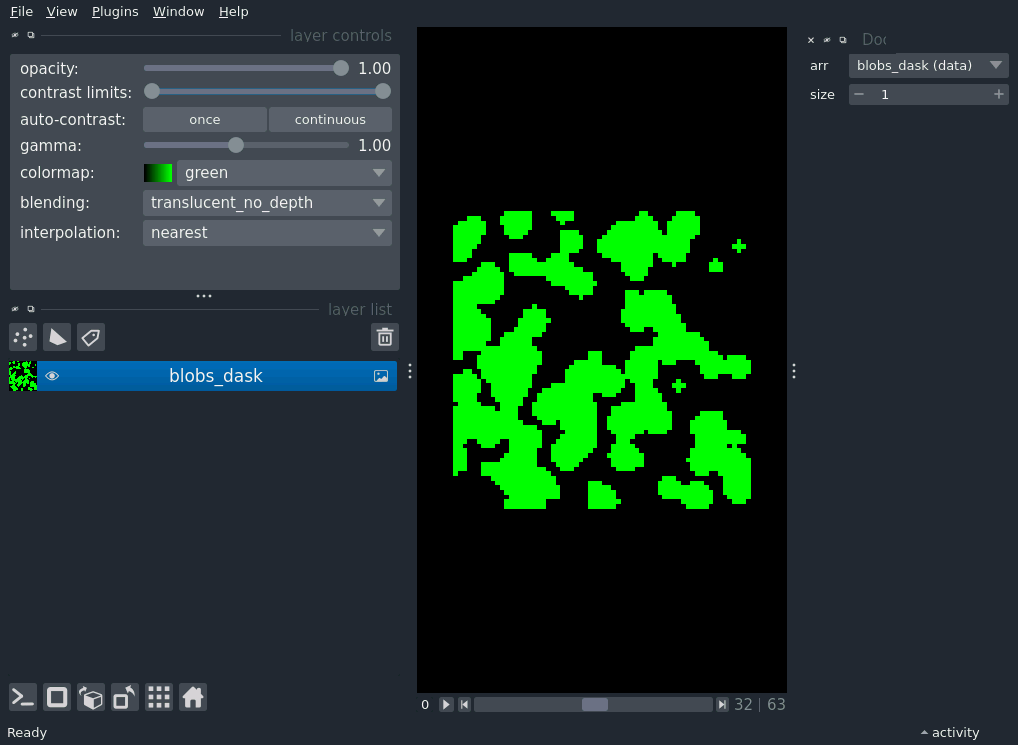 File View Plugins Window Help
layer controls
opacity: 1.00
contrast limits:
auto-contrast: once continuous
gamma: 1.00
colormap: green
blending: translucent_no_depth
interpolation: nearest
layer list
blobs_dask
arr blobs_dask (data)
size 1
0 32 | 63
Ready
activity